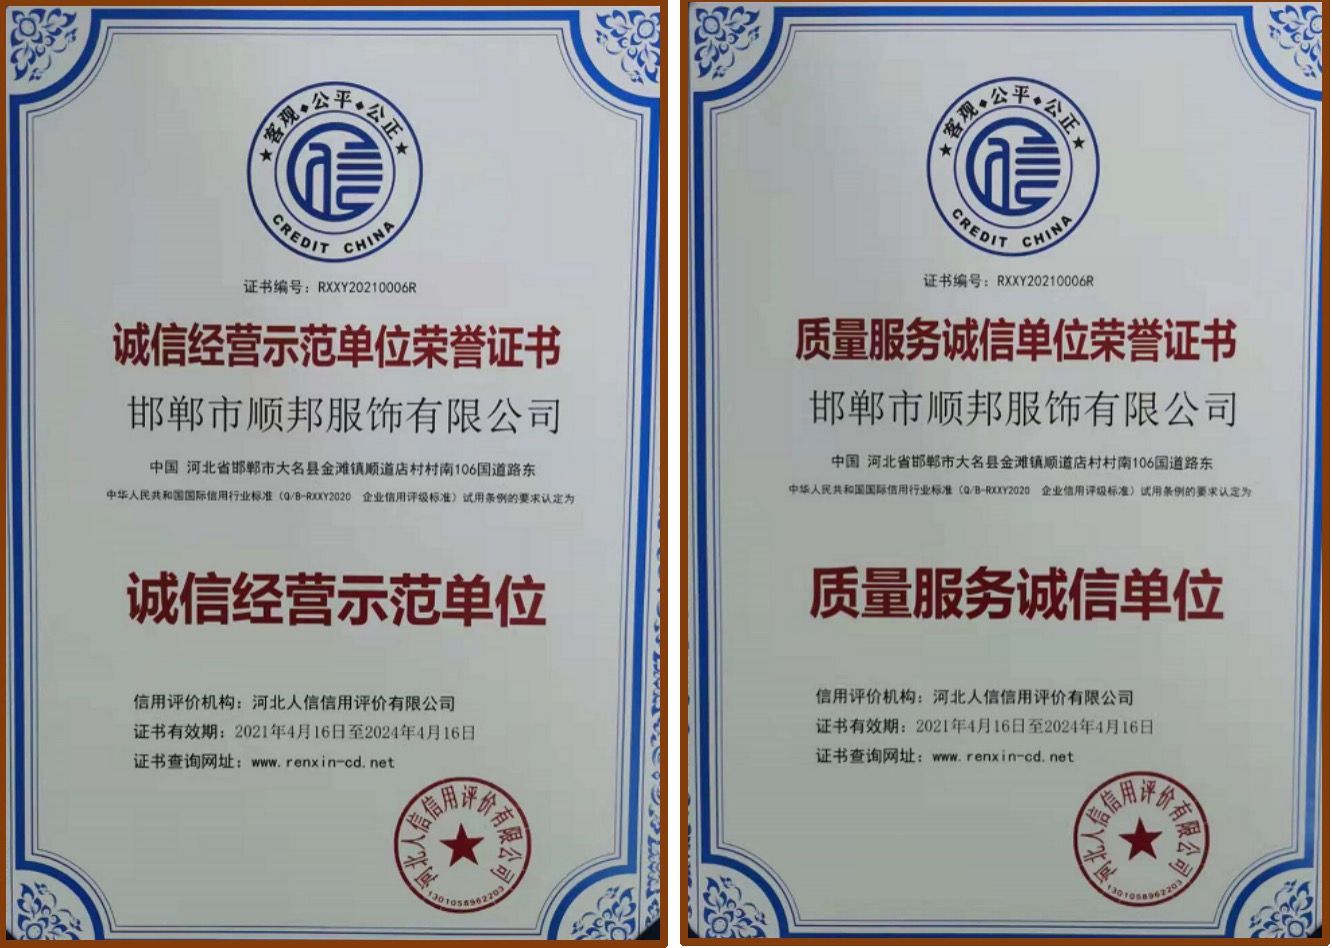 客观◆公平◆公正
CREDIT CHINA
证书编号：RXXY20210006R
诚信经营示范单位荣誉证书
邯郸市顺邦服饰有限公司
中国 河北省邯郸市大名县金滩镇顺道店村村南106国道路东
中华人民共和国国际信用行业标准（Q/B-RXXY2020 企业信用评级标准）试用条例的要求认定为
诚信经营示范单位
信用评价机构：河北人信信用评价有限公司
证书有效期：2021年4月16日至2024年4月16日
证书查询网址：www.renxin-cd.net
河北人信信用评价有限公司
1301058962203
客观◆公平◆公正
CREDIT CHINA
证书编号：RXXY20210006R
质量服务诚信单位荣誉证书
邯郸市顺邦服饰有限公司
中国 河北省邯郸市大名县金滩镇顺道店村村南106国道路东
中华人民共和国国际信用行业标准（Q/B-RXXY2020 企业信用评级标准）试用条例的要求认定为
质量服务诚信单位
信用评价机构：河北人信信用评价有限公司
证书有效期：2021年4月16日至2024年4月16日
证书查询网址：www.renxin-cd.net
河北人信信用评价有限公司
1301058962203